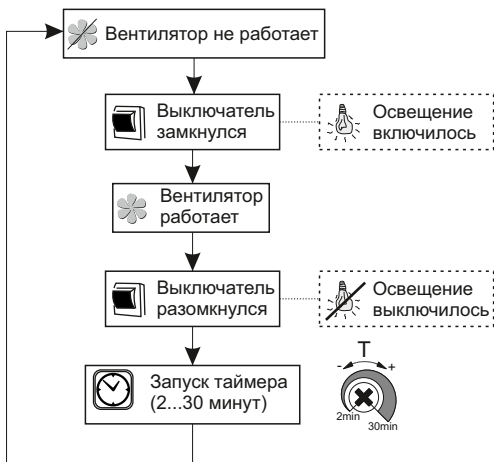 Вентилятор не работает
Выключатель
замкнулся
Освещение
включилось
Вентилятор
работает
Выключатель
разомкнулся
Освещение
выключилось
Запуск таймера
(2...30 минут)
T
- +
2min
30min